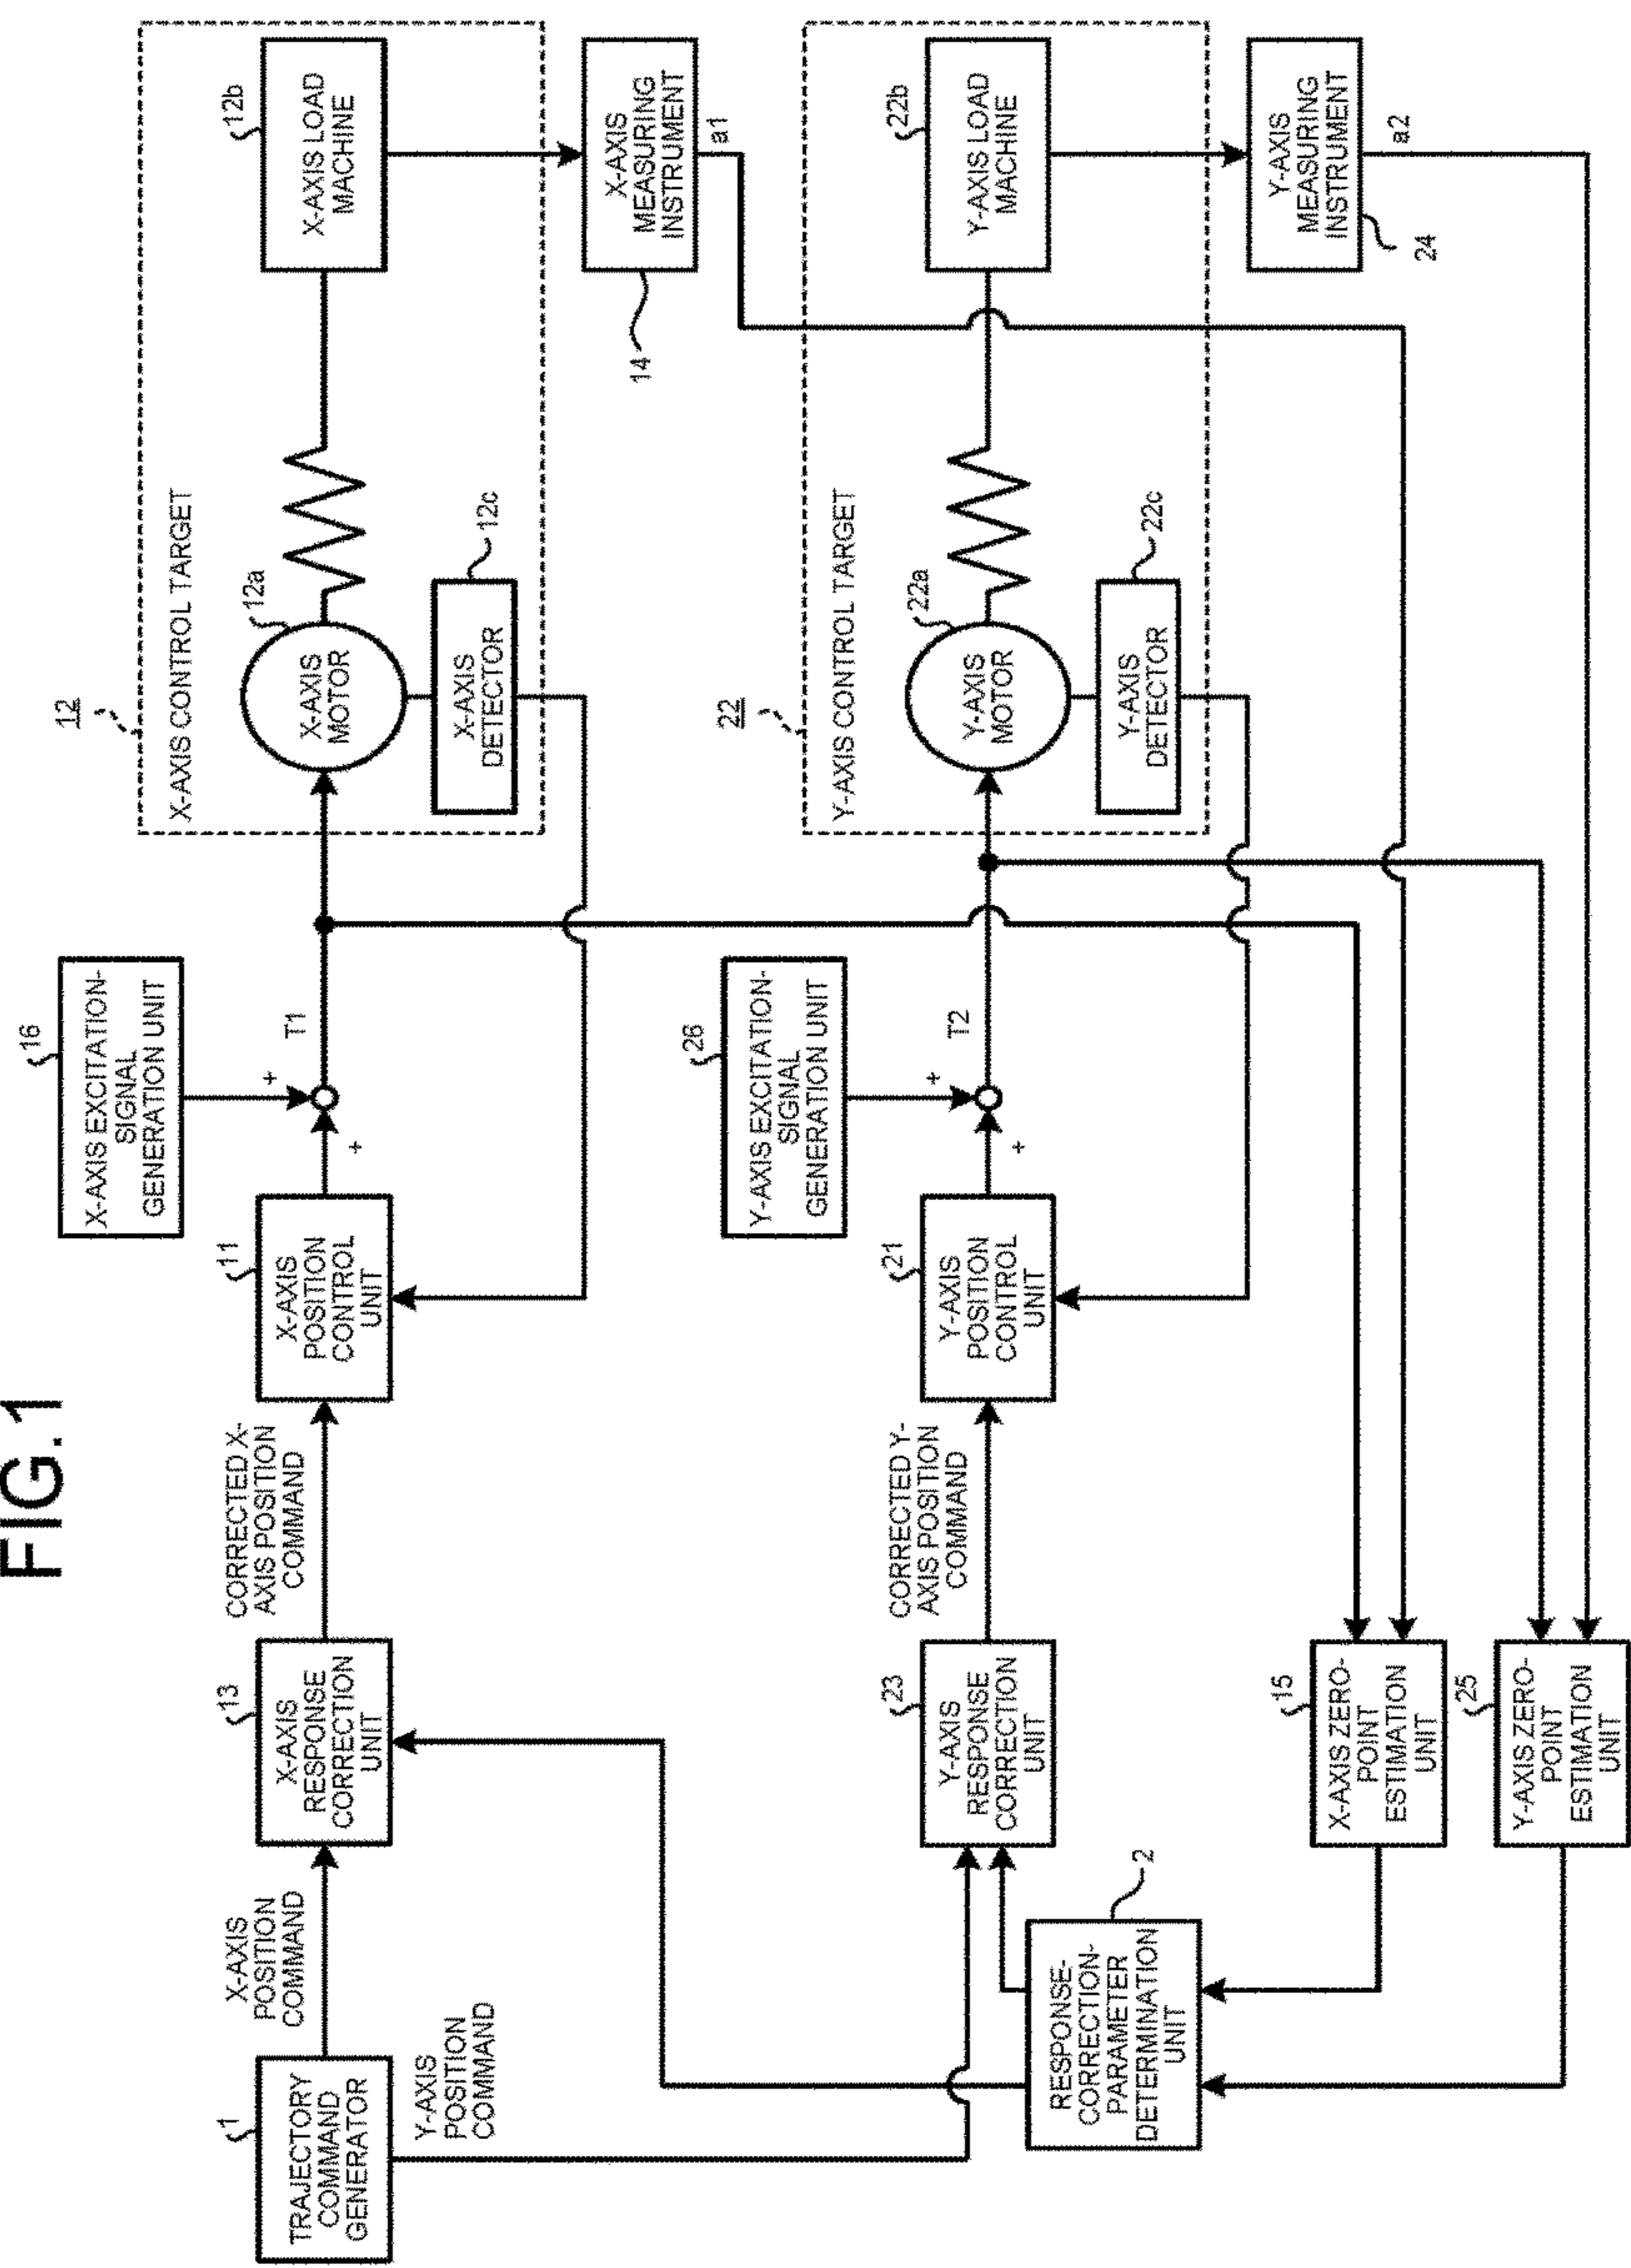 FIG.1
1
TRAJECTORY
COMMAND
GENERATOR
X-AXIS
POSITION
COMMAND
Y-AXIS
POSITION
COMMAND
13
X-AXIS
RESPONSE
CORRECTION
UNIT
CORRECTED X-
AXIS POSITION
COMMAND
11
X-AXIS
POSITION
CONTROL
UNIT
16
X-AXIS EXCITATION-
SIGNAL
GENERATION UNIT
+
+
T1
12
X-AXIS CONTROL TARGET
12a
X-AXIS
MOTOR
12b
X-AXIS LOAD
MACHINE
X-AXIS
DETECTOR
12c
14
X-AXIS
MEASURING
INSTRUMENT
a1
23
Y-AXIS
RESPONSE
CORRECTION
UNIT
CORRECTED Y-
AXIS POSITION
COMMAND
21
Y-AXIS
POSITION
CONTROL
UNIT
26
Y-AXIS EXCITATION-
SIGNAL
GENERATION UNIT
+
+
T2
22
Y-AXIS CONTROL TARGET
22a
Y-AXIS
MOTOR
22b
Y-AXIS LOAD
MACHINE
Y-AXIS
DETECTOR
22c
Y-AXIS
MEASURING
INSTRUMENT
24
a2
2
RESPONSE-
CORRECTION-
PARAMETER
DETERMINATION
UNIT
15
X-AXIS ZERO-
POINT
ESTIMATION
UNIT
25
Y-AXIS ZERO-
POINT
ESTIMATION
UNIT